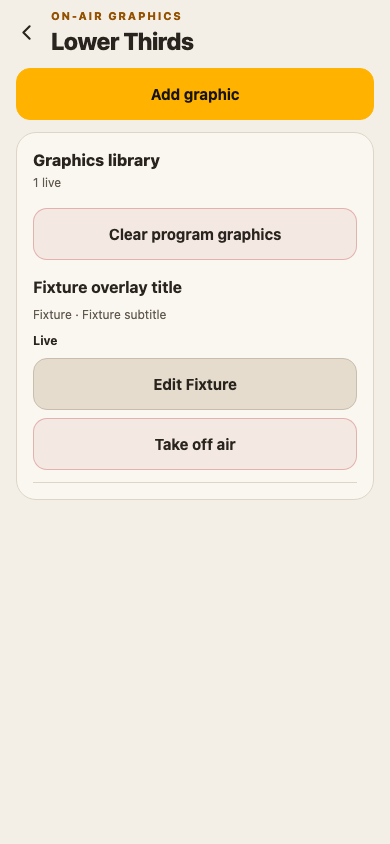 ON-AIR GRAPHICS
Lower Thirds
Add graphic
Graphics library
1 live
Clear program graphics
Fixture overlay title
Fixture · Fixture subtitle
Live
Edit Fixture
Take off air